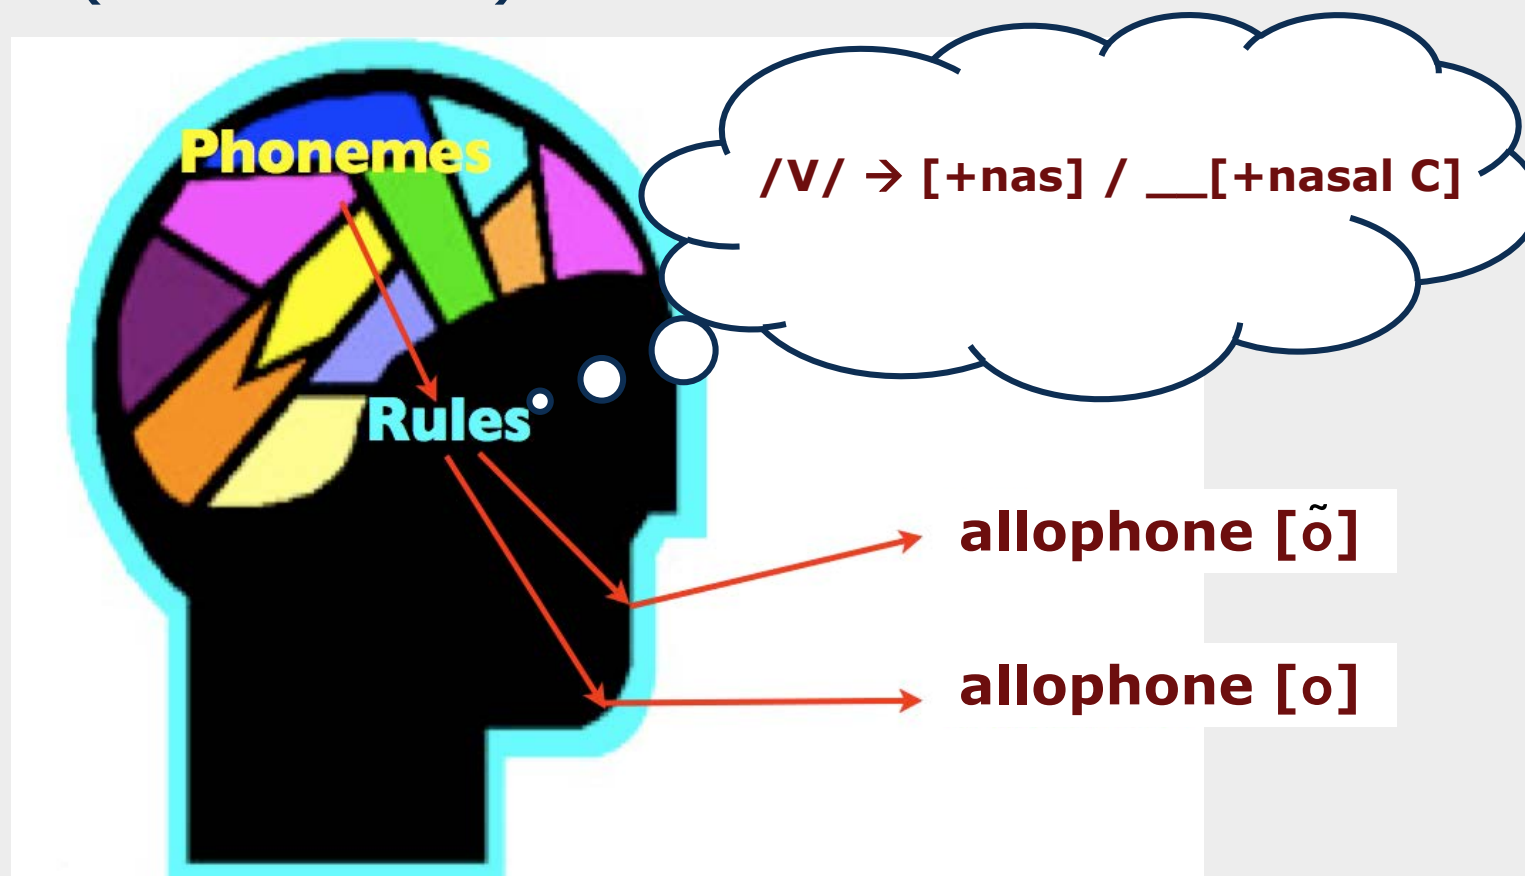 Phonemes
/V/ → [+nas] / __[+nasal C]
Rules
allophone [õ]
allophone [o]